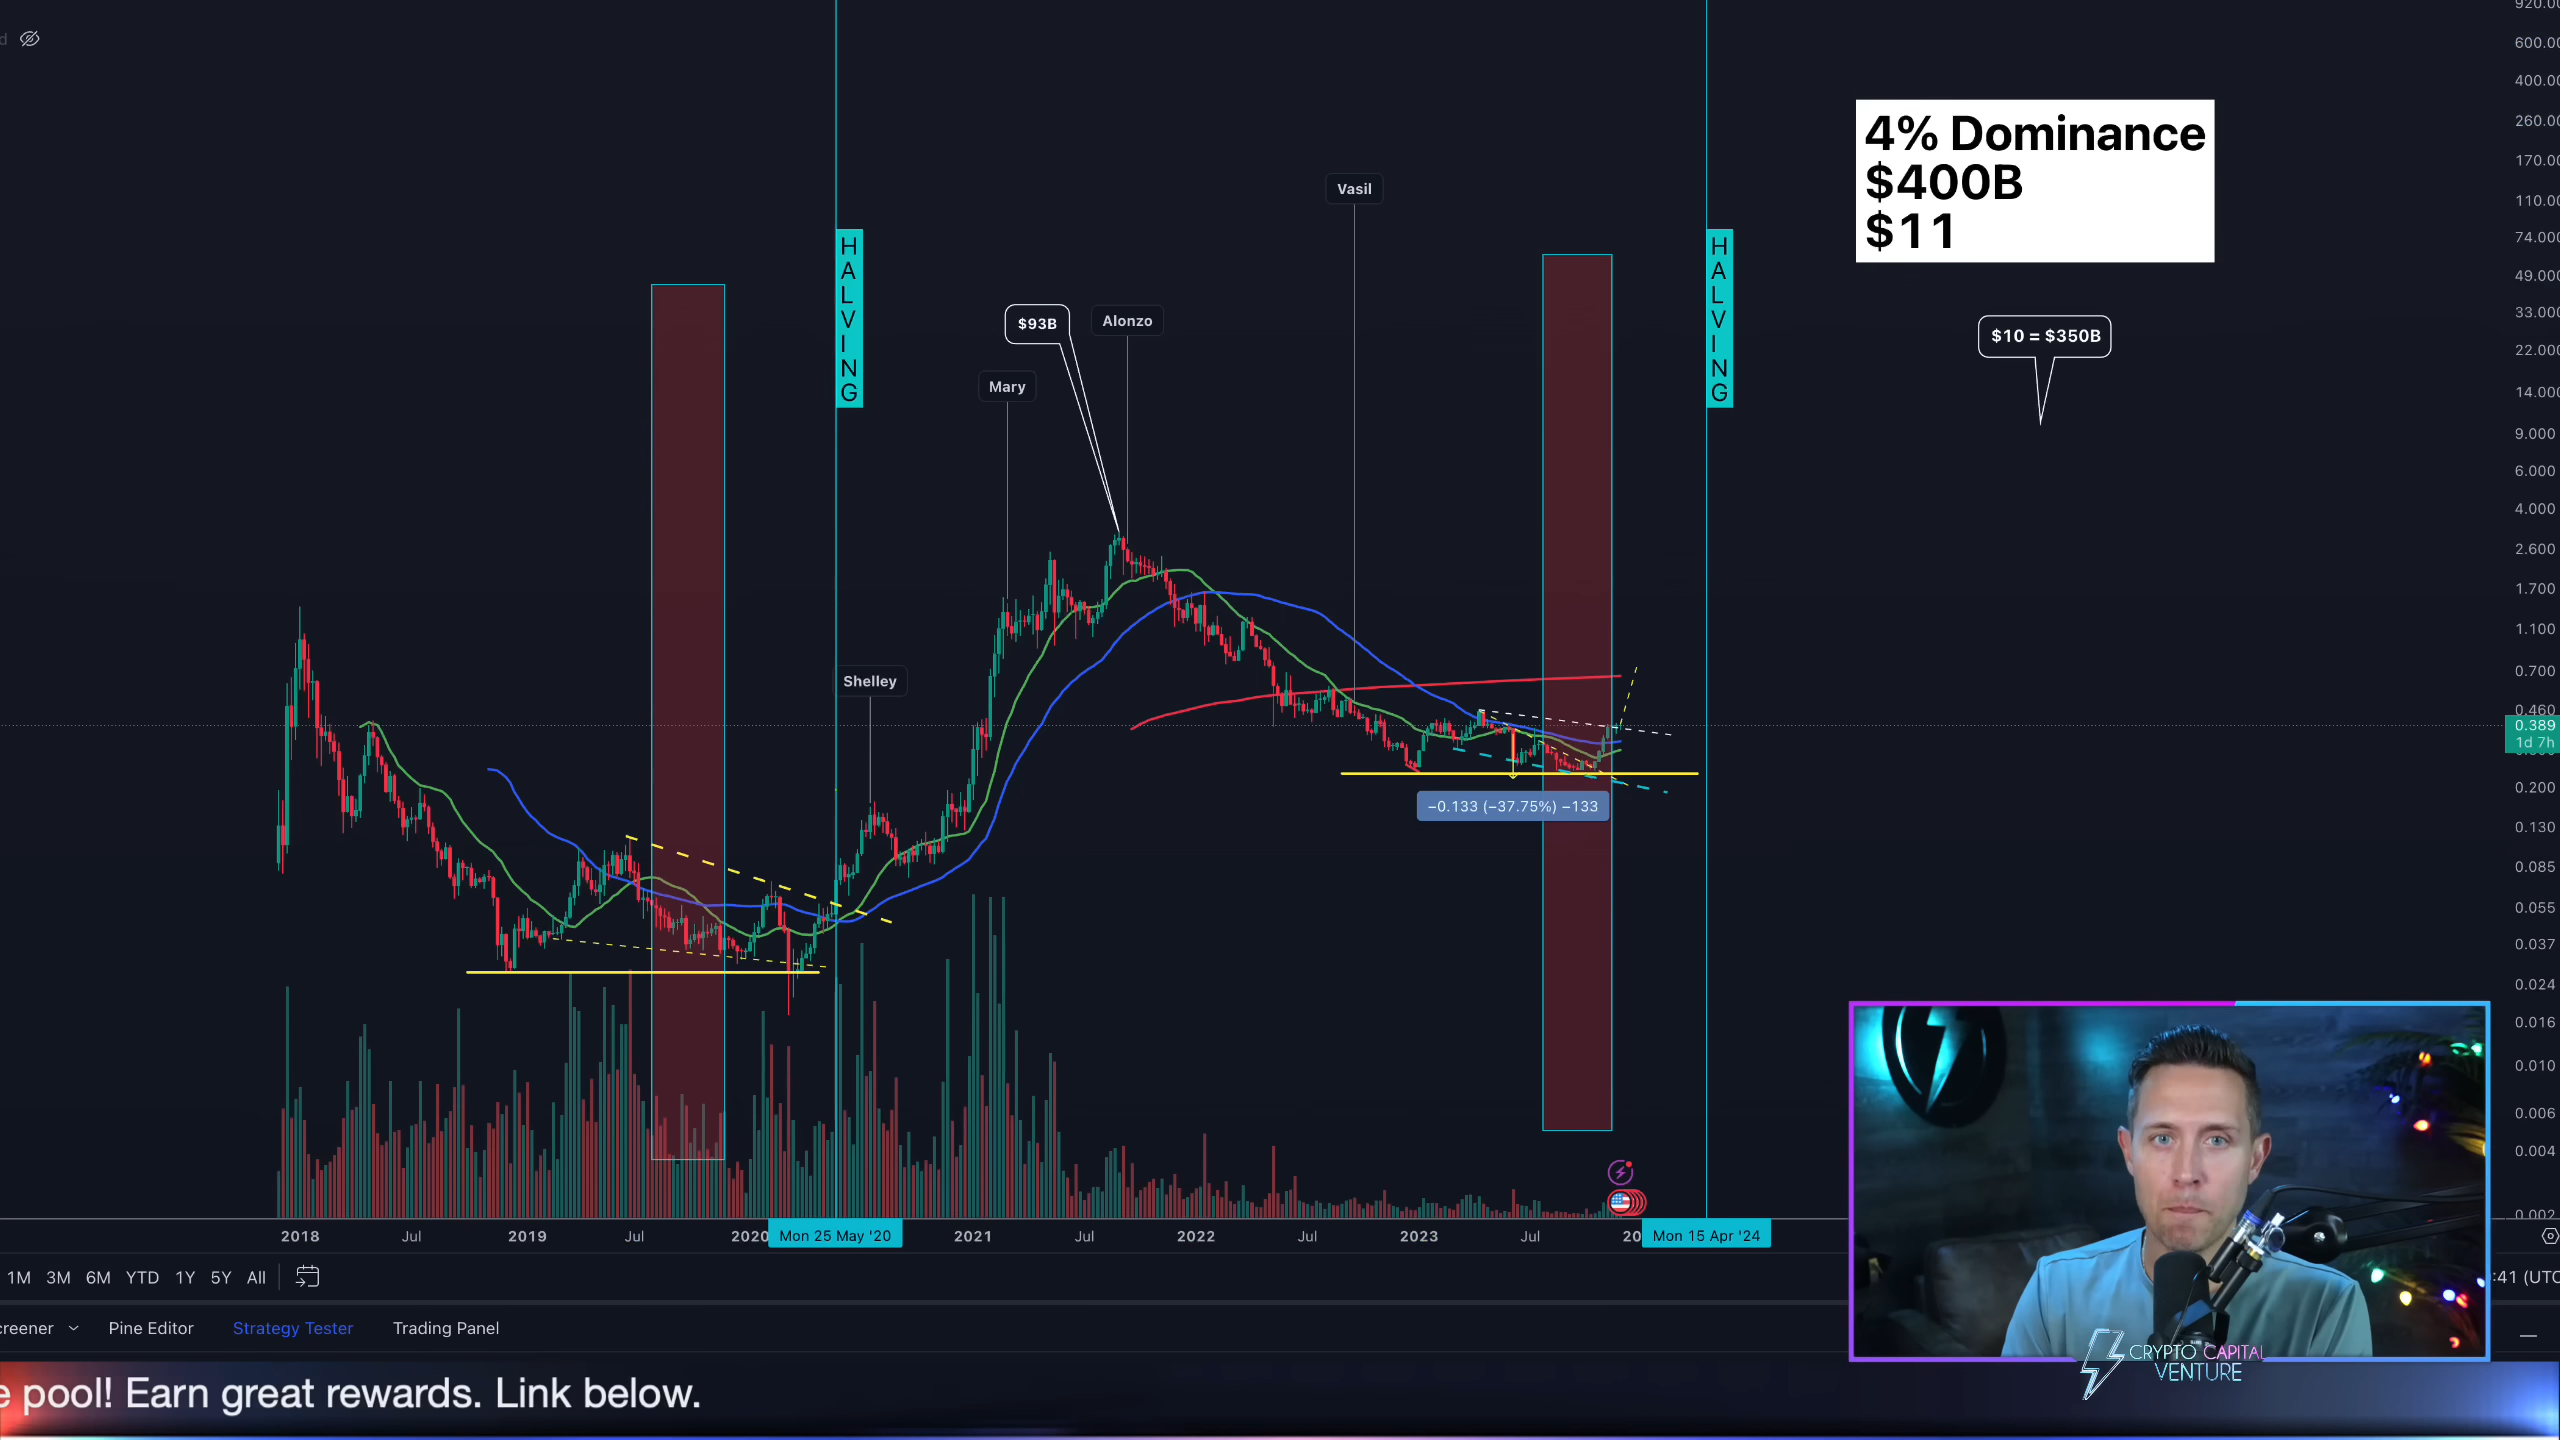 920.00
600.00
400.00
260.00
170.00
110.00
74.000
49.000
33.000
22.000
14.000
9.000
6.000
4.000
2.600
1.700
1.100
0.700
0.460
0.389
1d 7h
0.200
0.130
0.085
0.055
0.037
0.024
0.016
0.010
0.006
0.004
0.002
4% Dominance
$400B
$11
$10 = $350B
Vasil
HALVING
HALVING
$93B
Alonzo
Mary
Shelley
−0.133 (−37.75%) −133
2018
Jul
2019
Jul
2020
Mon 25 May '20
2021
Jul
2022
Jul
2023
Jul
20
Mon 15 Apr '24
1M 3M 6M YTD 1Y 5Y All
:41 (UTC
creener Pine Editor Strategy Tester Trading Panel
CRYPTO CAPITAL
VENTURE
e pool! Earn great rewards. Link below.